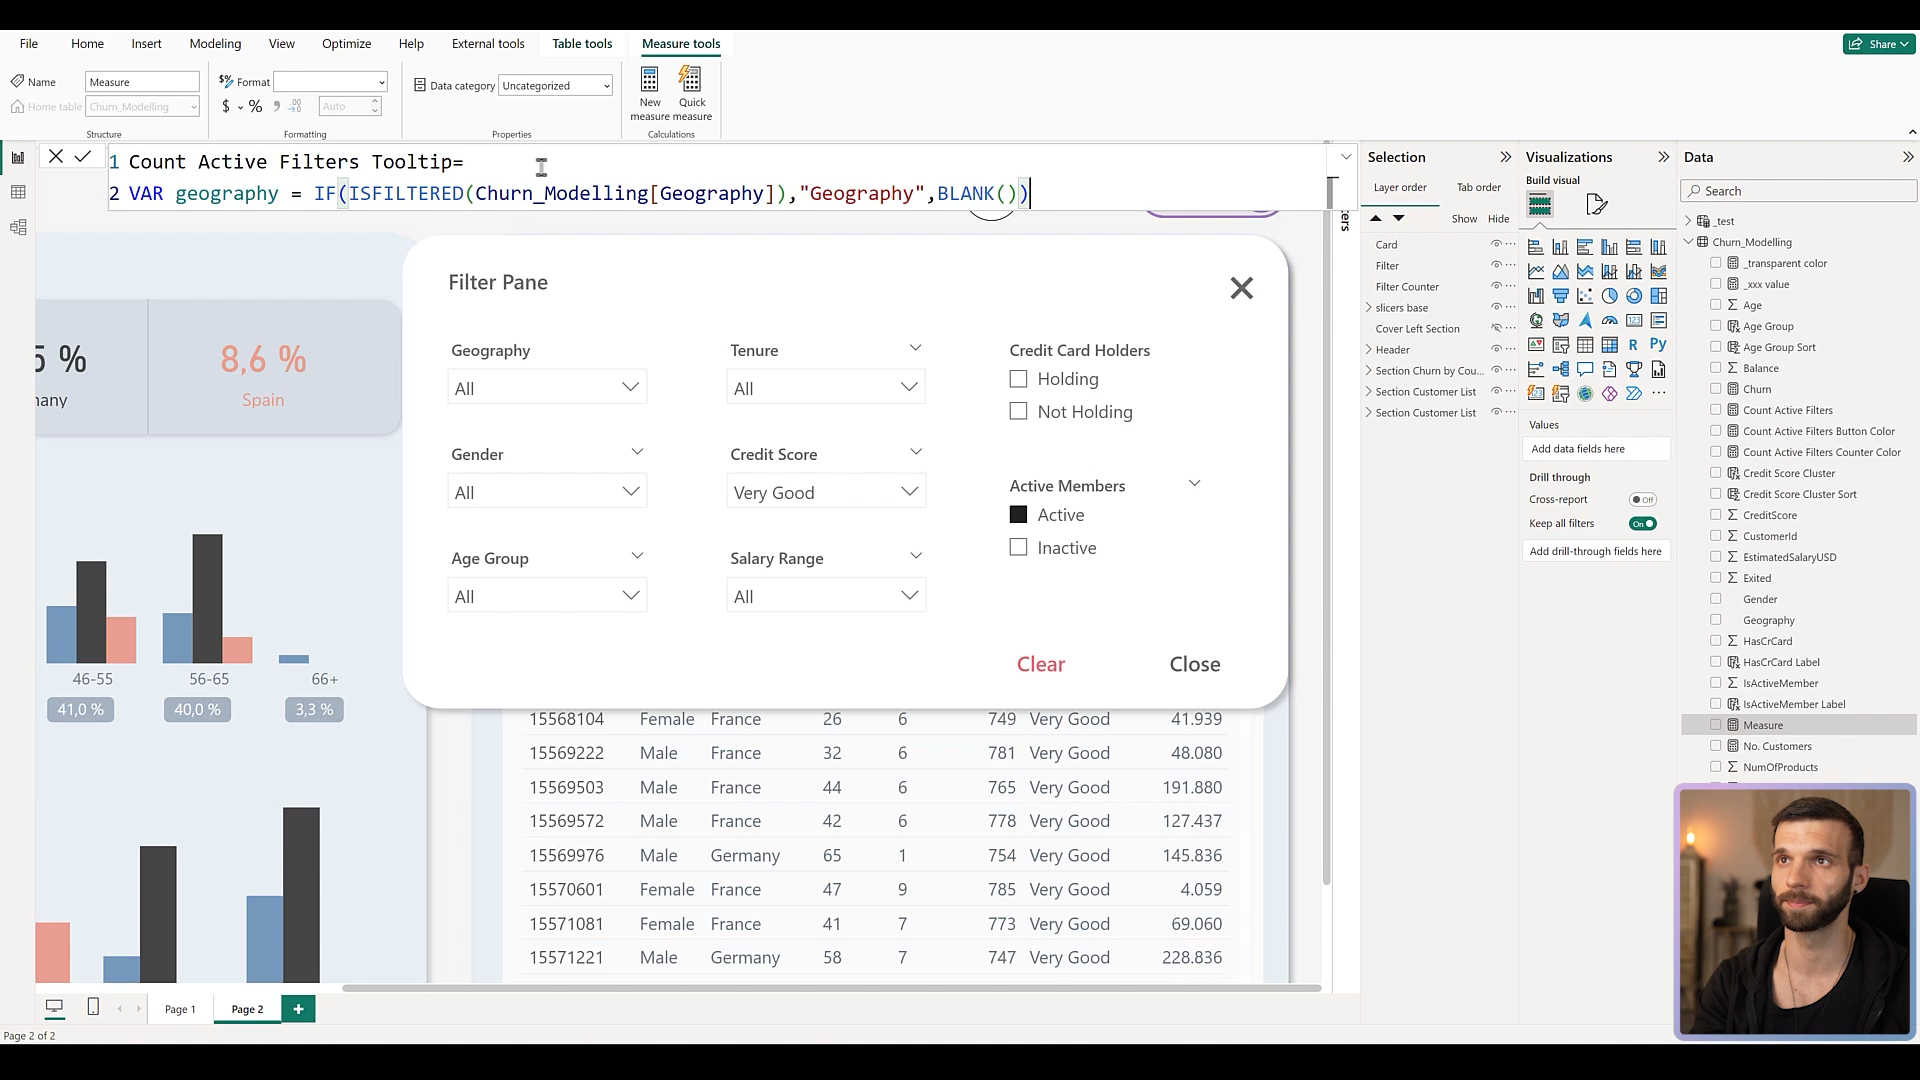 File Home Insert Modeling View Optimize Help External tools Table tools Measure tools
Share
Name Measure
Home table Churn_Modelling
Structure
$% Format
$ % Auto
Formatting
Data category Uncategorized
Properties
New measure
Quick measure
Calculations
1 Count Active Filters Tooltip=
2 VAR geography = IF(ISFILTERED(Churn_Modelling[Geography]),"Geography",BLANK())
5 %
8,6 %
Spain
46-55 56-65 66+
41,0 % 40,0 % 3,3 %
Filter Pane
Geography
All
Gender
All
Age Group
All
Tenure
All
Credit Score
Very Good
Salary Range
All
Credit Card Holders
Holding
Not Holding
Active Members
Active
Inactive
Clear Close
15568104 Female France 26 6 749 Very Good 41.939
15569222 Male France 32 6 781 Very Good 48.080
15569503 Male France 44 6 765 Very Good 191.880
15569572 Male France 42 6 778 Very Good 127.437
15569976 Male Germany 65 1 754 Very Good 145.836
15570601 Female France 47 9 785 Very Good 4.059
15571081 Female France 41 7 773 Very Good 69.060
15571221 Male Germany 58 7 747 Very Good 228.836
Page 1 Page 2 +
Page 2 of 2
Selection
Layer order Tab order
Show Hide
Card
Filter
Filter Counter
slicers base
Cover Left Section
Header
Section Churn by Cou...
Section Customer List
Section Customer List
Visualizations
Build visual
R Py
Values
Add data fields here
Drill through
Cross-report Off
Keep all filters On
Add drill-through fields here
Data
Search
_test
Churn_Modelling
_transparent color
_xxx value
Age
Age Group
Age Group Sort
Balance
Churn
Count Active Filters
Count Active Filters Button Color
Count Active Filters Counter Color
Credit Score Cluster
Credit Score Cluster Sort
CreditScore
CustomerId
EstimatedSalaryUSD
Exited
Gender
Geography
HasCrCard
HasCrCard Label
IsActiveMember
IsActiveMember Label
Measure
No. Customers
NumOfProducts